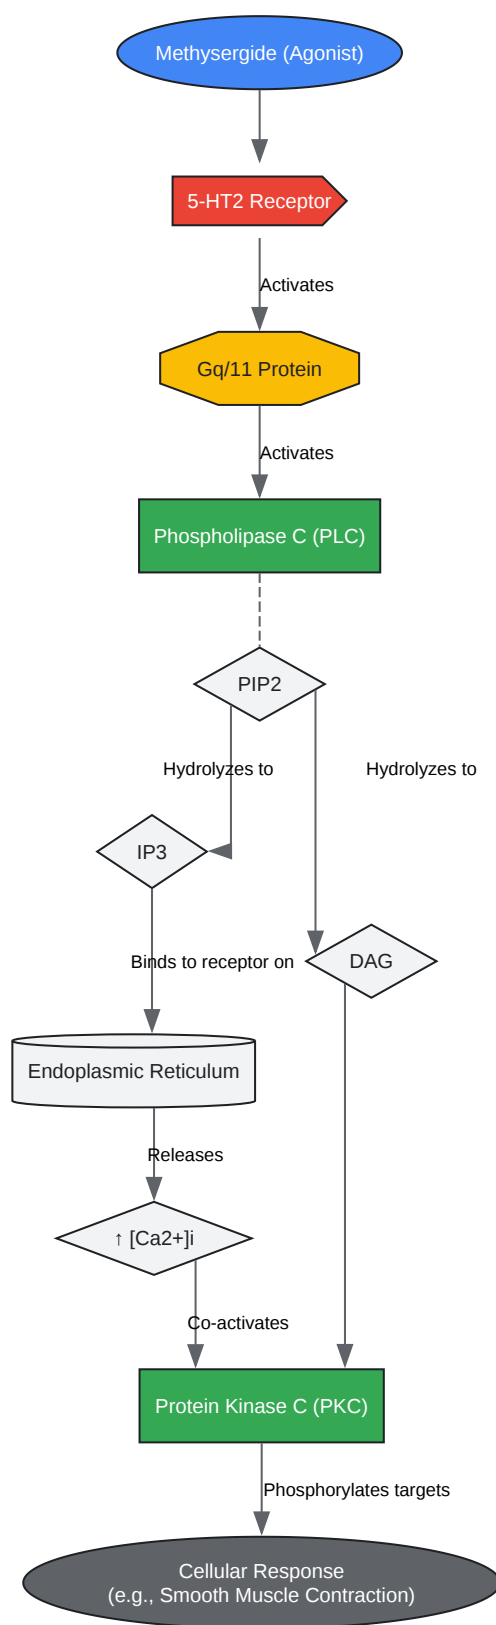 Methysergide (Agonist)
5-HT2 Receptor
Activates
Gq/11 Protein
Activates
Phospholipase C (PLC)
PIP2
Hydrolyzes to
Hydrolyzes to
IP3
Binds to receptor on
DAG
Endoplasmic Reticulum
Releases
↑ [Ca2+]i
Co-activates
Protein Kinase C (PKC)
Phosphorylates targets
Cellular Response
(e.g., Smooth Muscle Contraction)